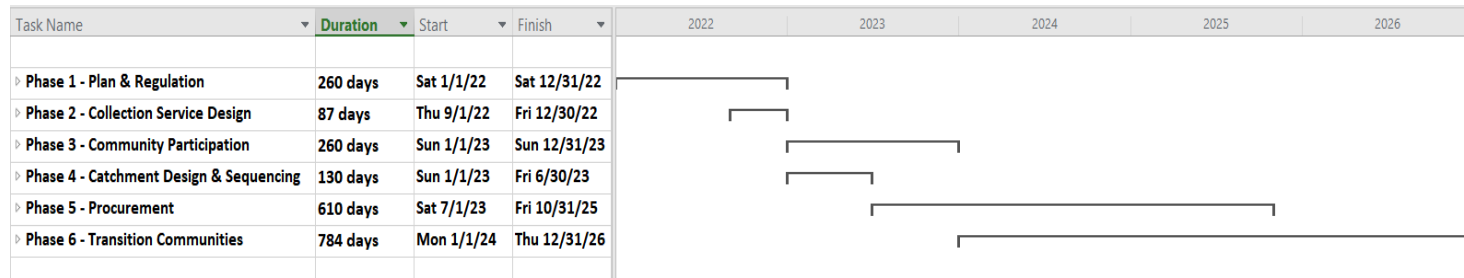 Task Name Duration Start Finish 2022 2023 2024 2025 2026
Phase 1 - Plan & Regulation 260 days Sat 1/1/22 Sat 12/31/22
Phase 2 - Collection Service Design 87 days Thu 9/1/22 Fri 12/30/22
Phase 3 - Community Participation 260 days Sun 1/1/23 Sun 12/31/23
Phase 4 - Catchment Design & Sequencing 130 days Sun 1/1/23 Fri 6/30/23
Phase 5 - Procurement 610 days Sat 7/1/23 Fri 10/31/25
Phase 6 - Transition Communities 784 days Mon 1/1/24 Thu 12/31/26